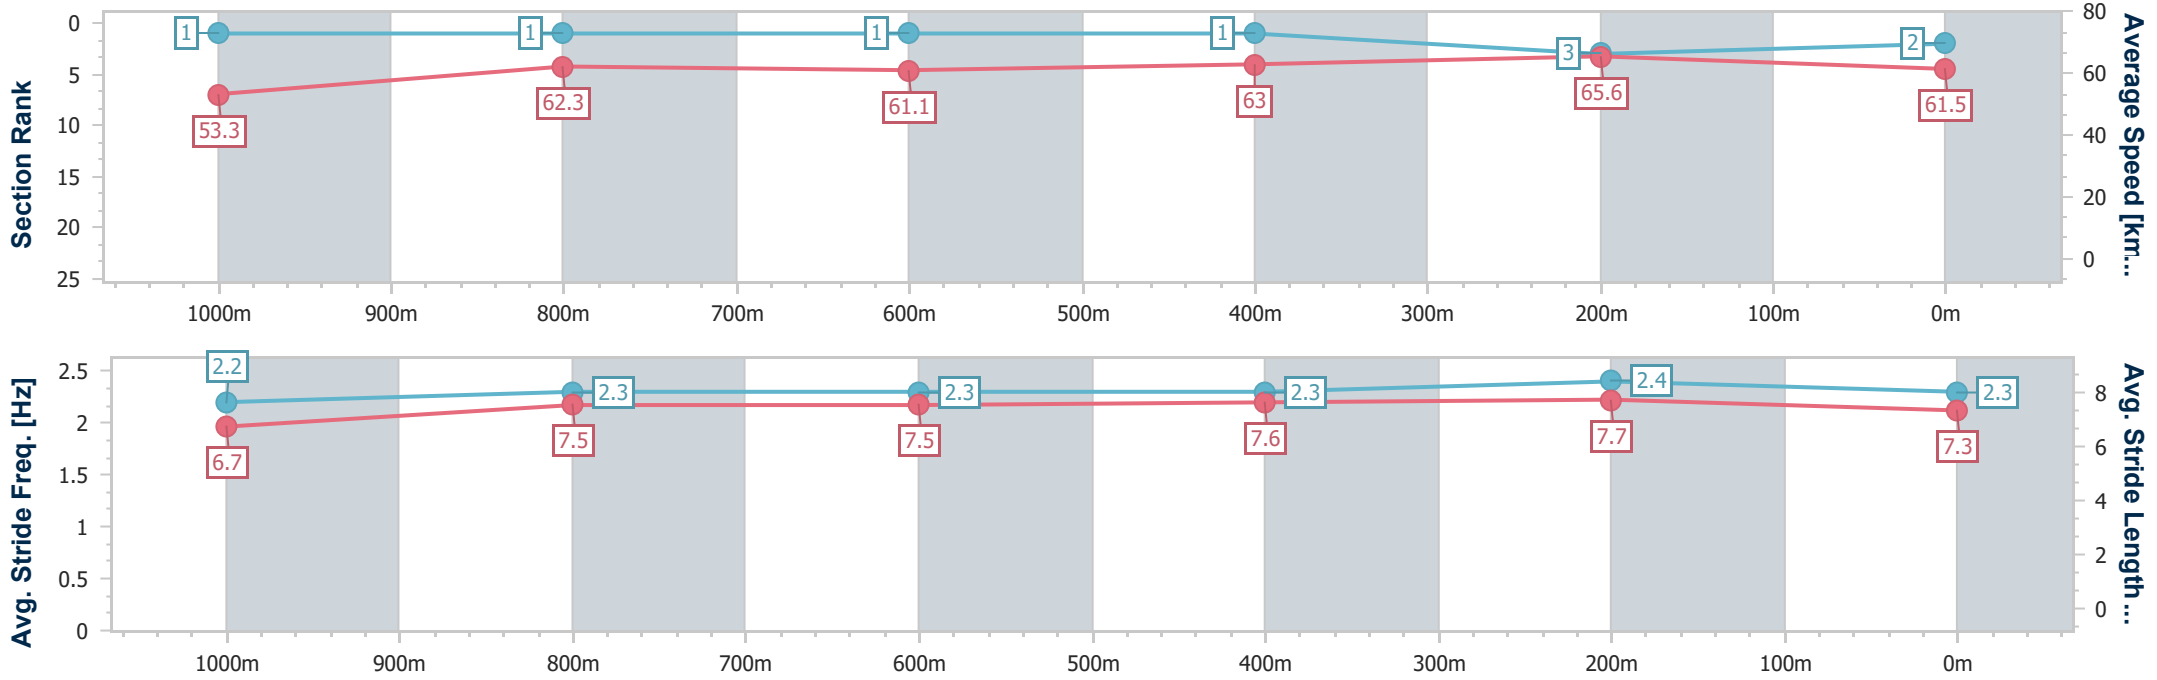 Section Rank
0
5
10
15
20
25
1
1
1
1
3
2
53.3
62.3
61.1
63
65.6
61.5
80
60
40
20
0
Average Speed [km...
1000m
900m
800m
700m
600m
500m
400m
300m
200m
100m
0m
Avg. Stride Freq. [Hz]
2.5
2
1.5
1
0.5
0
2.2
2.3
2.3
2.3
2.4
2.3
6.7
7.5
7.5
7.6
7.7
7.3
8
6
4
2
0
Avg. Stride Length ...
1000m
900m
800m
700m
600m
500m
400m
300m
200m
100m
0m